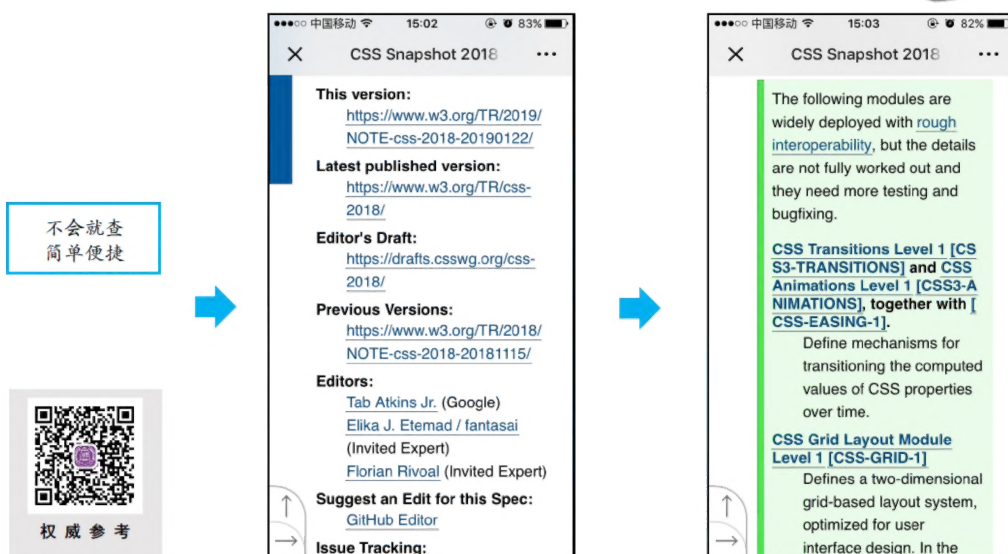 不会就查
简单便捷
权威参考
●●●○○ 中国移动 15:02 83%
× CSS Snapshot 2018 •••
This version:
https://www.w3.org/TR/2019/
NOTE-css-2018-20190122/
Latest published version:
https://www.w3.org/TR/css-
2018/
Editor's Draft:
https://drafts.csswg.org/css-
2018/
Previous Versions:
https://www.w3.org/TR/2018/
NOTE-css-2018-20181115/
Editors:
Tab Atkins Jr. (Google)
Elika J. Etemad / fantasai
(Invited Expert)
Florian Rivoal (Invited Expert)
Suggest an Edit for this Spec:
GitHub Editor
Issue Tracking:
●●●○○ 中国移动 15:03 82%
× CSS Snapshot 2018 •••
The following modules are
widely deployed with rough
interoperability, but the details
are not fully worked out and
they need more testing and
bugfixing.
CSS Transitions Level 1 [CS
S3-TRANSITIONS] and CSS
Animations Level 1 [CSS3-A
NIMATIONS], together with [
CSS-EASING-1].
Define mechanisms for
transitioning the computed
values of CSS properties
over time.
CSS Grid Layout Module
Level 1 [CSS-GRID-1]
Defines a two-dimensional
grid-based layout system,
optimized for user
interface design. In the